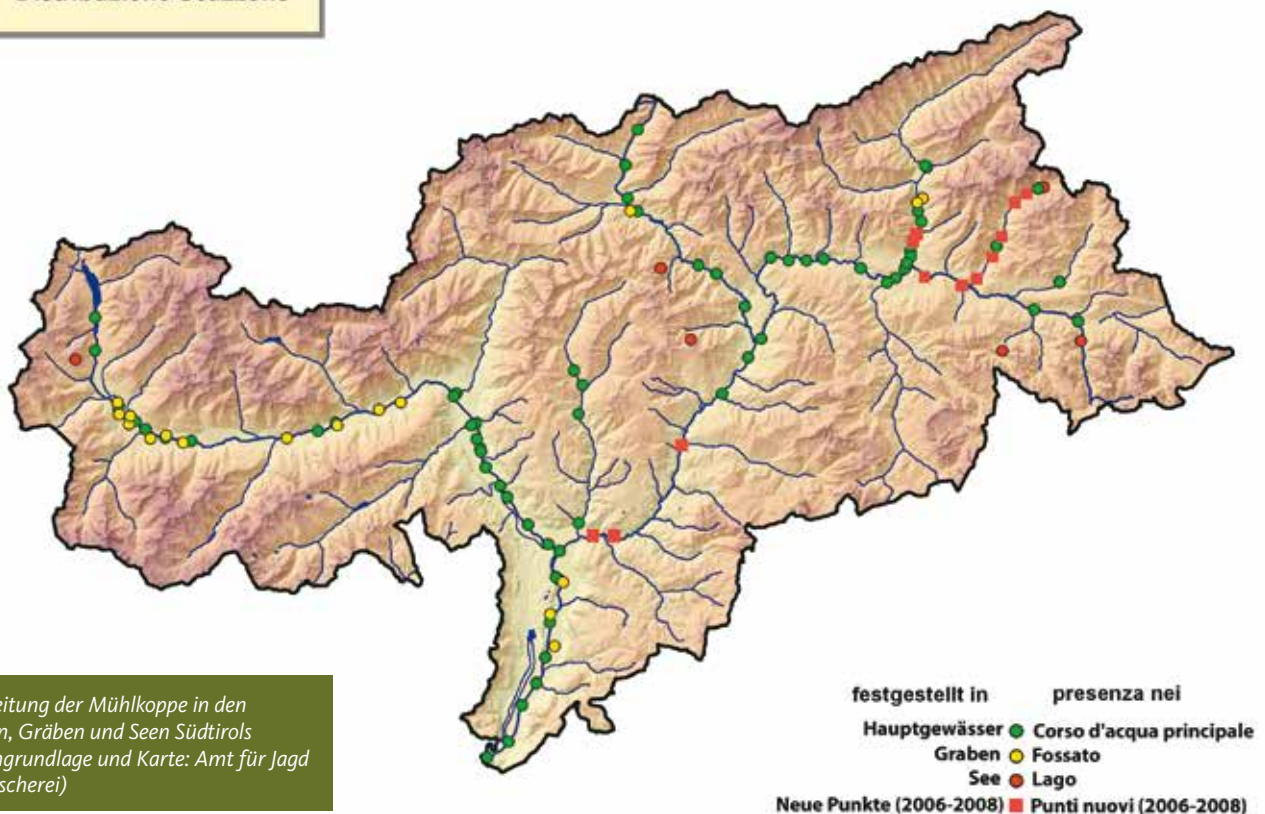 eitung der Mühlkoppe in den
n, Gräben und Seen Südtirols
ngrundlage und Karte: Amt für Jagd
scherei)
festgestellt in presenza nei
Hauptgewässer Corso d'acqua principale
Graben Fossato
See Lago
Neue Punkte (2006-2008) Punti nuovi (2006-2008)